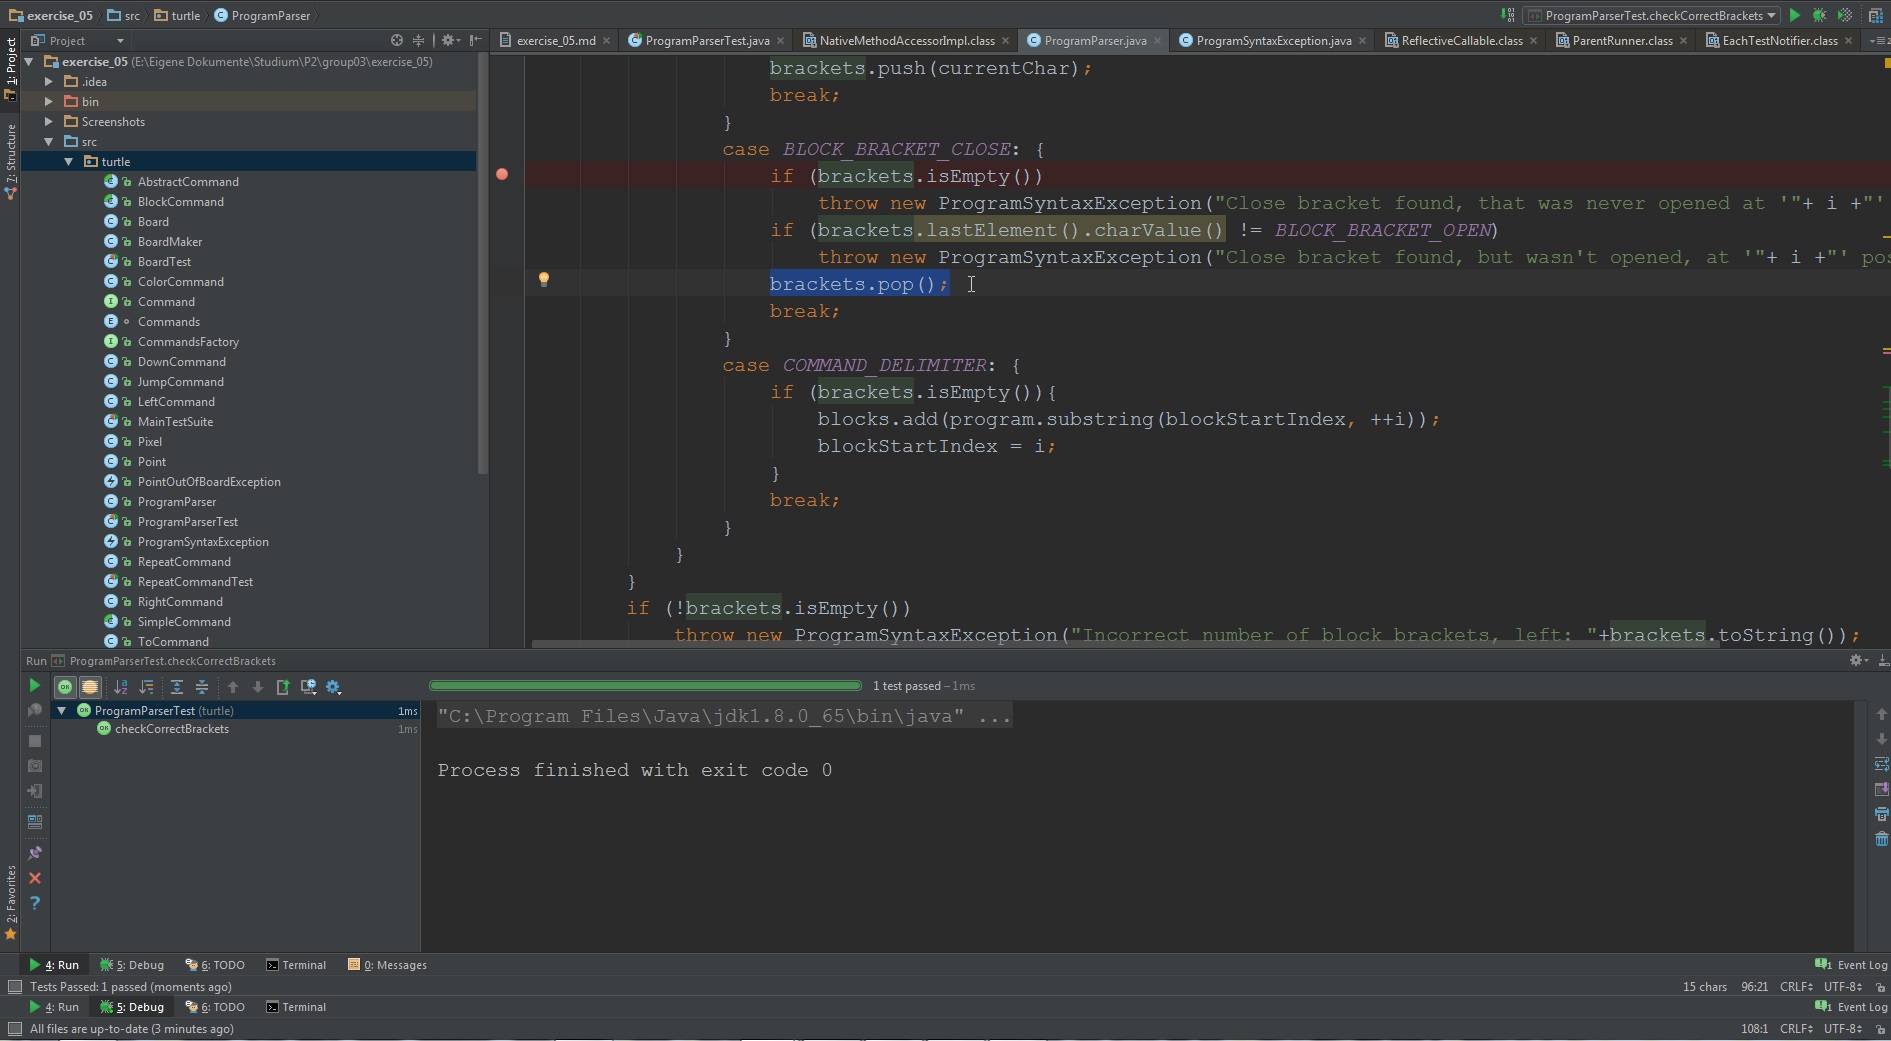 exercise_05 src turtle ProgramParser
ProgramParserTest.checkCorrectBrackets
1: Project
7: Structure
2: Favorites
Project
exercise_05 (E:\Eigene Dokumente\Studium\P2\group03\exercise_05)
.idea
bin
Screenshots
src
turtle
AbstractCommand
BlockCommand
Board
BoardMaker
BoardTest
ColorCommand
Command
Commands
CommandsFactory
DownCommand
JumpCommand
LeftCommand
MainTestSuite
Pixel
Point
PointOutOfBoardException
ProgramParser
ProgramParserTest
ProgramSyntaxException
RepeatCommand
RepeatCommandTest
RightCommand
SimpleCommand
ToCommand
exercise_05.md ProgramParserTest.java NativeMethodAccessorImpl.class ProgramParser.java ProgramSyntaxException.java ReflectiveCallable.class ParentRunner.class EachTestNotifier.class
brackets.push(currentChar);
break;
}
case BLOCK_BRACKET_CLOSE: {
if (brackets.isEmpty())
throw new ProgramSyntaxException("Close bracket found, that was never opened at '"+ i +"'
if (brackets.lastElement().charValue() != BLOCK_BRACKET_OPEN)
throw new ProgramSyntaxException("Close bracket found, but wasn't opened, at '"+ i +"' pos
brackets.pop();
break;
}
case COMMAND_DELIMITER: {
if (brackets.isEmpty()){
blocks.add(program.substring(blockStartIndex, ++i));
blockStartIndex = i;
}
break;
}
}
}
if (!brackets.isEmpty())
throw new ProgramSyntaxException("Incorrect number of block brackets, left: "+brackets.toString());
Run ProgramParserTest.checkCorrectBrackets
1 test passed – 1ms
ProgramParserTest (turtle) 1ms
checkCorrectBrackets 1ms
"C:\Program Files\Java\jdk1.8.0_65\bin\java" ...
Process finished with exit code 0
4: Run 5: Debug 6: TODO Terminal 0: Messages 1 Event Log
Tests Passed: 1 passed (moments ago) 15 chars 96:21 CRLF UTF-8
4: Run 5: Debug 6: TODO Terminal 1 Event Log
All files are up-to-date (3 minutes ago) 108:1 CRLF UTF-8